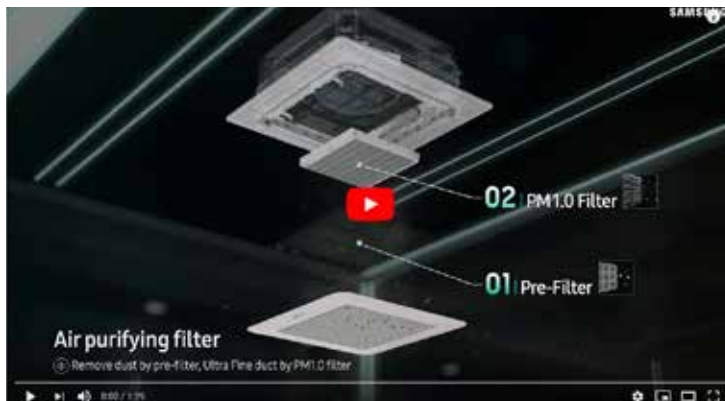 SAMSUNG
02 PM1.0 Filter
01 Pre-Filter
Air purifying filter
Remove dust by pre-filter, Ultra Fine duct by PM1.0 filter